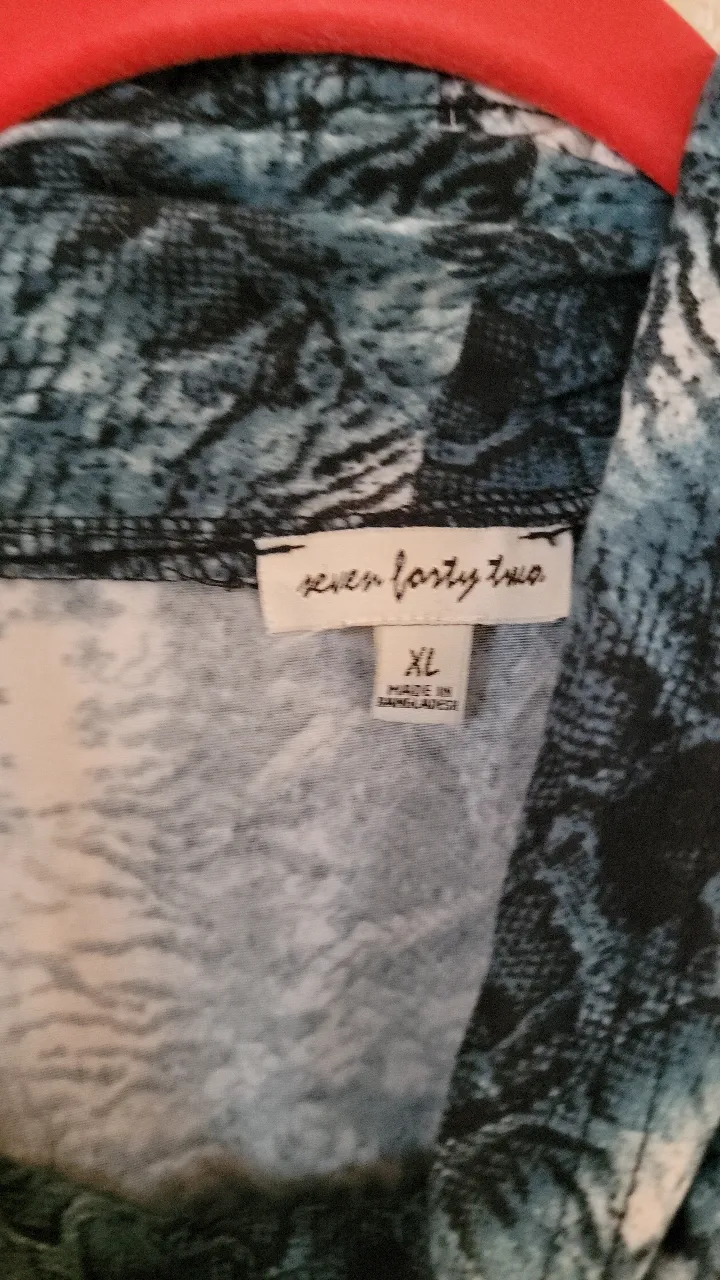 seven forty two
XL
MADE IN
BANGLADESH